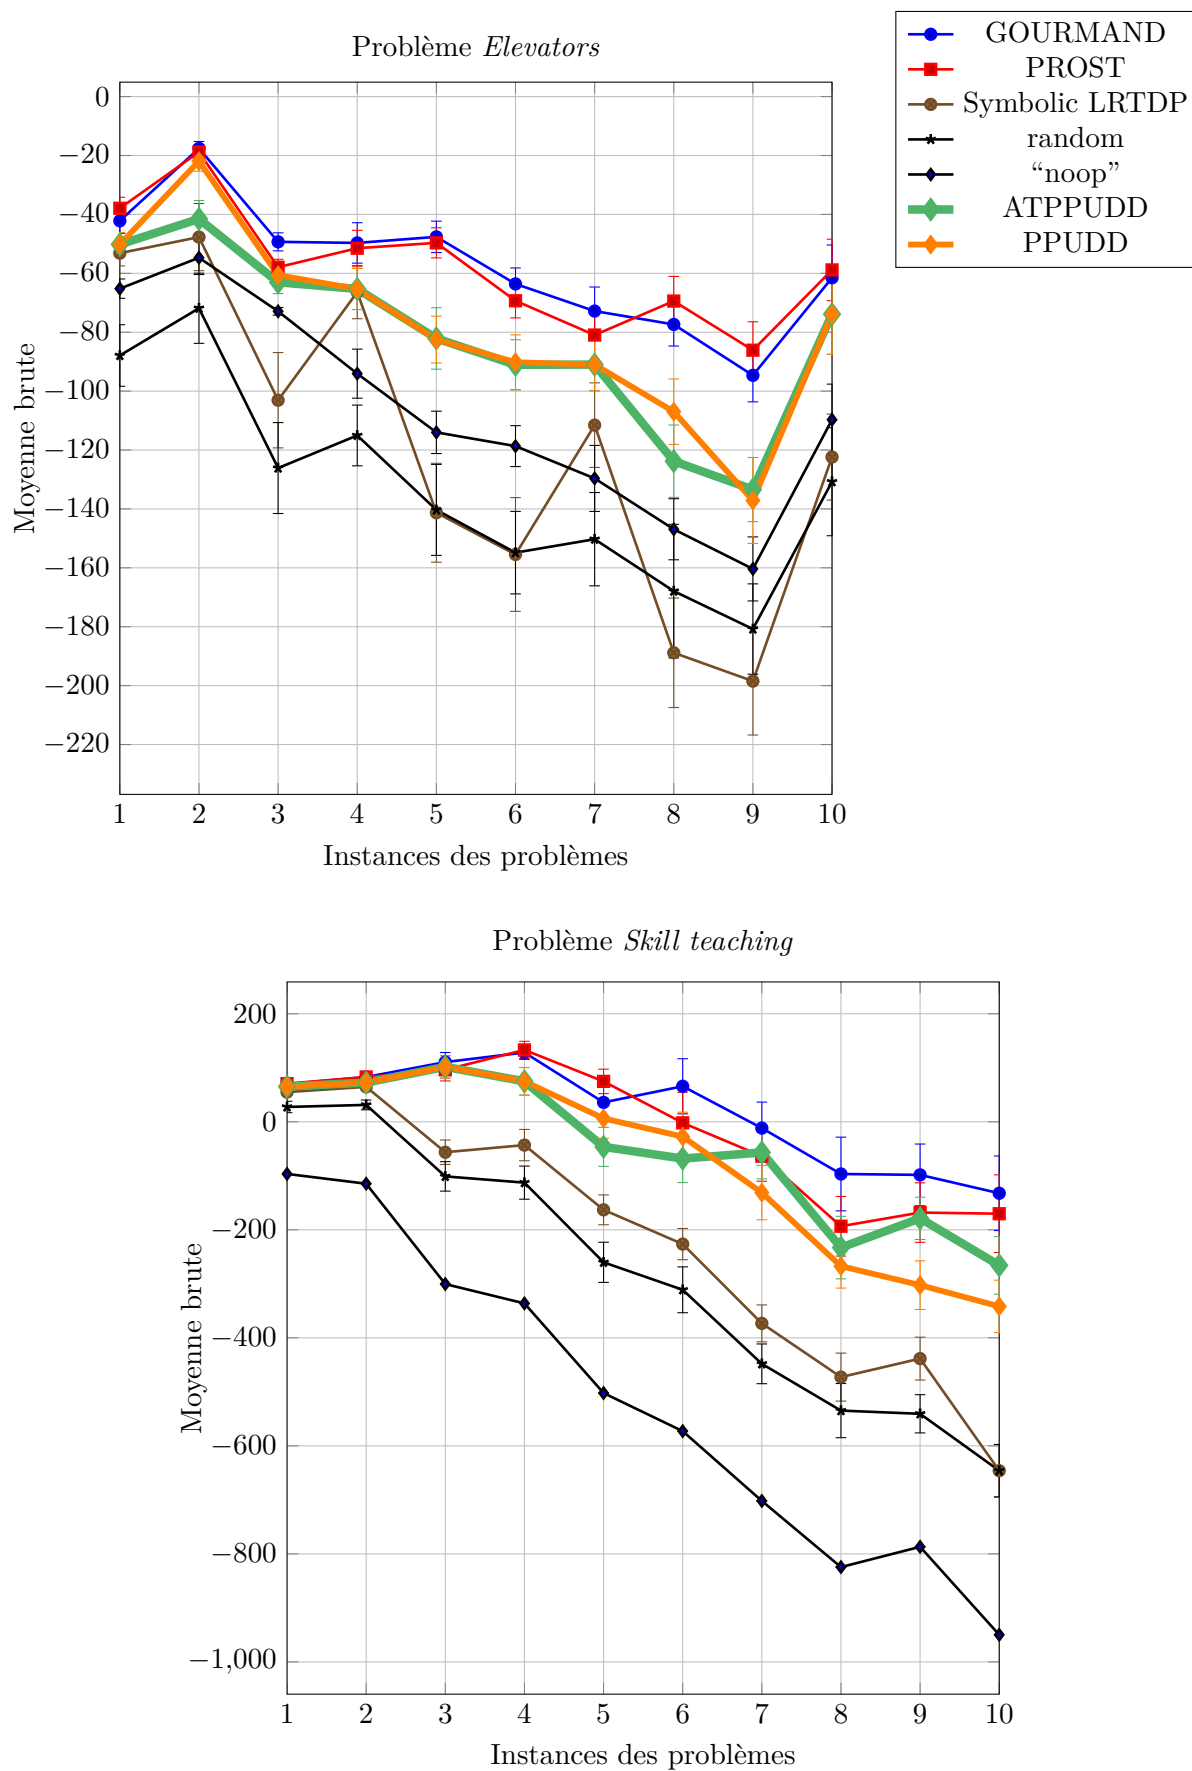 Problème Elevators
GOURMAND
PROST
Symbolic LRTDP
random
“noop”
ATPPUDD
PPUDD
0
−20
−40
−60
−80
−100
−120
−140
−160
−180
−200
−220
Moyenne brute
1 2 3 4 5 6 7 8 9 10
Instances des problèmes
Problème Skill teaching
200
0
−200
−400
−600
−800
−1,000
Moyenne brute
1 2 3 4 5 6 7 8 9 10
Instances des problèmes